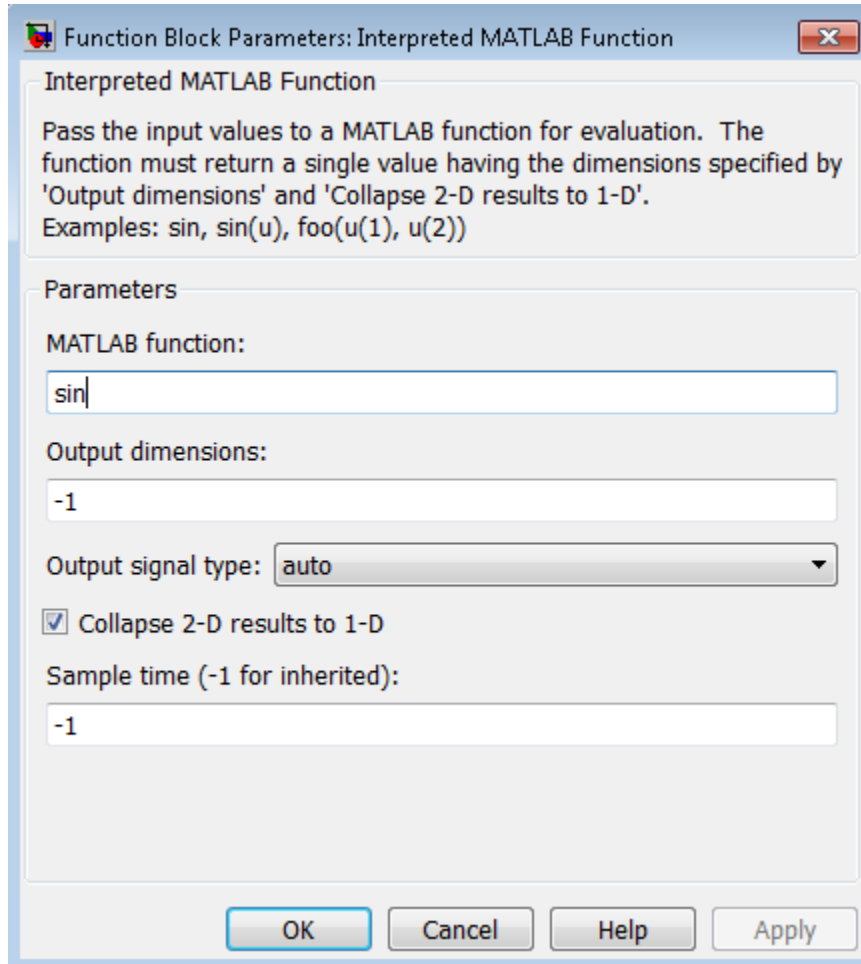 Function Block Parameters: Interpreted MATLAB Function
Interpreted MATLAB Function
Pass the input values to a MATLAB function for evaluation.  The
function must return a single value having the dimensions specified by
'Output dimensions' and 'Collapse 2-D results to 1-D'.
Examples: sin, sin(u), foo(u(1), u(2))
Parameters
MATLAB function:
sin
Output dimensions:
-1
Output signal type: auto
Collapse 2-D results to 1-D
Sample time (-1 for inherited):
-1
OK Cancel Help Apply